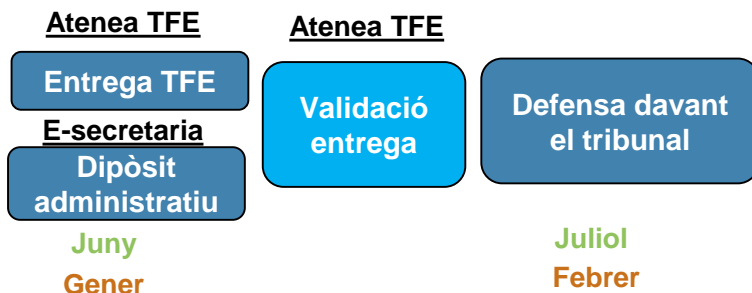 Atenea TFE
Entrega TFE
E-secretaria
Dipòsit
administratiu
Juny
Gener
Atenea TFE
Validació
entrega
Defensa davant
el tribunal
Juliol
Febrer